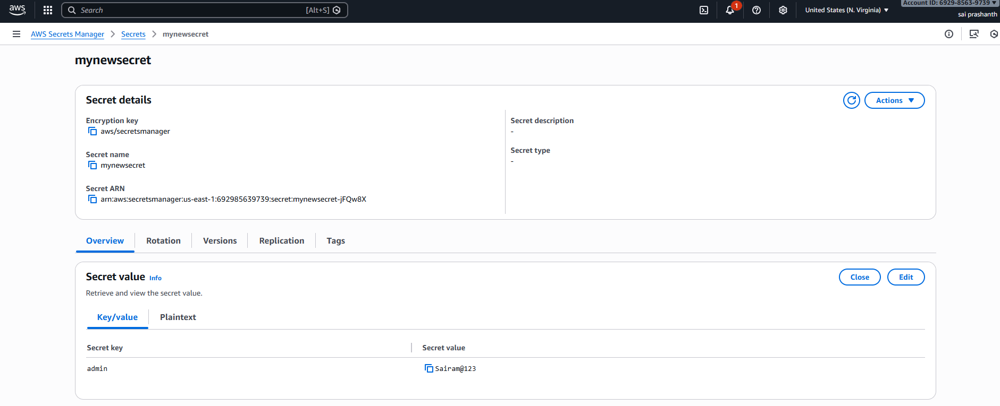 aws
Search [Alt+S]
1
United States (N. Virginia)
Account ID: 6929-8563-9739
sai prashanth
AWS Secrets Manager
Secrets
mynewsecret
mynewsecret
Secret details
Actions
Encryption key
aws/secretsmanager
Secret name
mynewsecret
Secret ARN
arn:aws:secretsmanager:us-east-1:692985639739:secret:mynewsecret-jFQw8X
Secret description
-
Secret type
-
Overview
Rotation
Versions
Replication
Tags
Secret value Info
Close
Edit
Retrieve and view the secret value.
Key/value
Plaintext
Secret key
Secret value
admin
Sairam@123